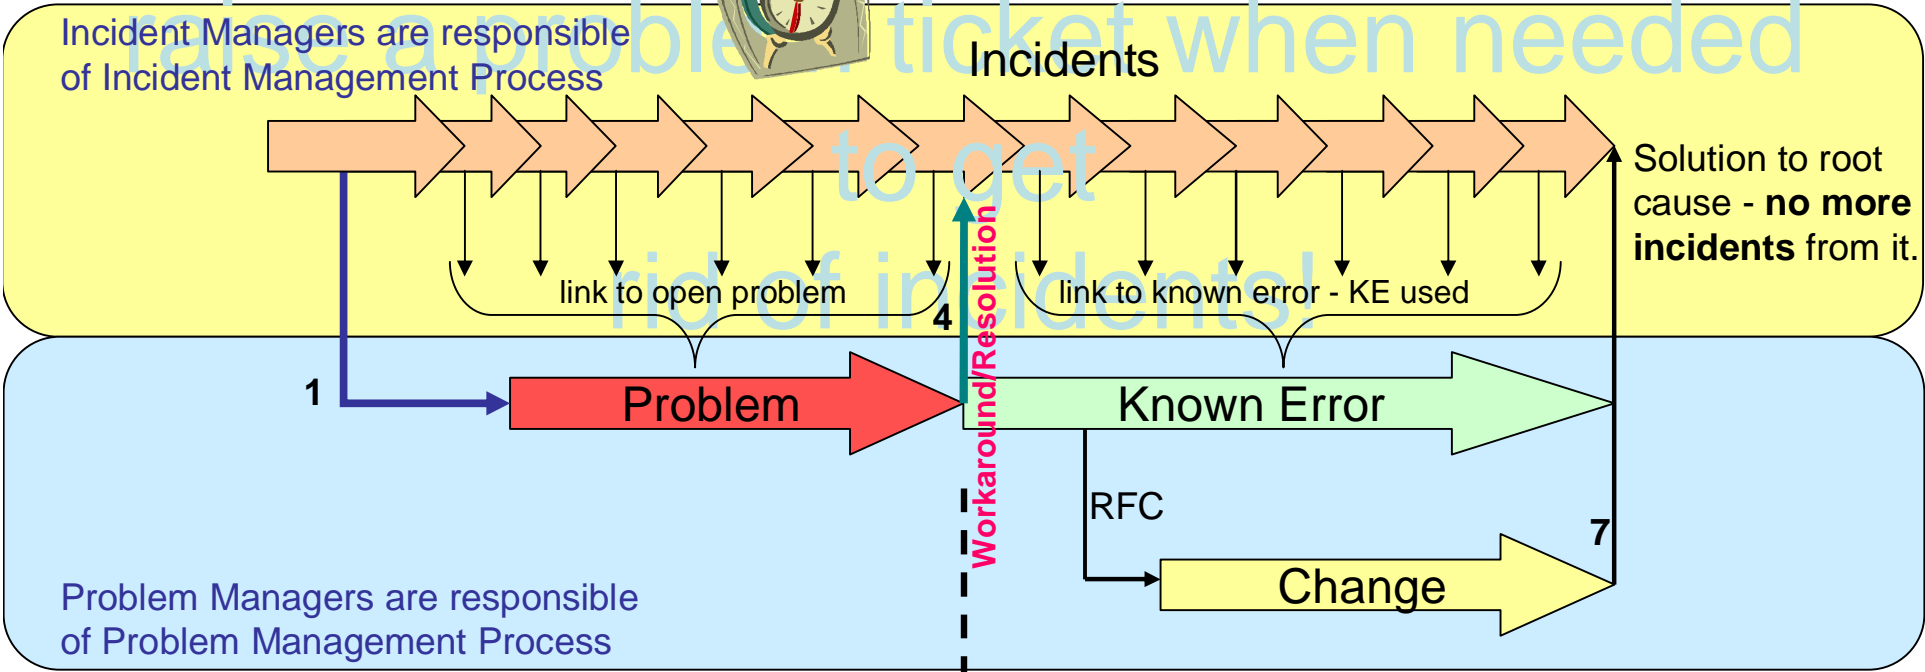 raise a problem ticket when needed
Incident Managers are responsible
of Incident Management Process
Incidents
to get
Solution to root
cause - no more
incidents from it.
rid of incidents!
link to open problem
link to known error - KE used
4
Workaround/Resolution
1
Problem
Known Error
RFC
7
Change
Problem Managers are responsible
of Problem Management Process